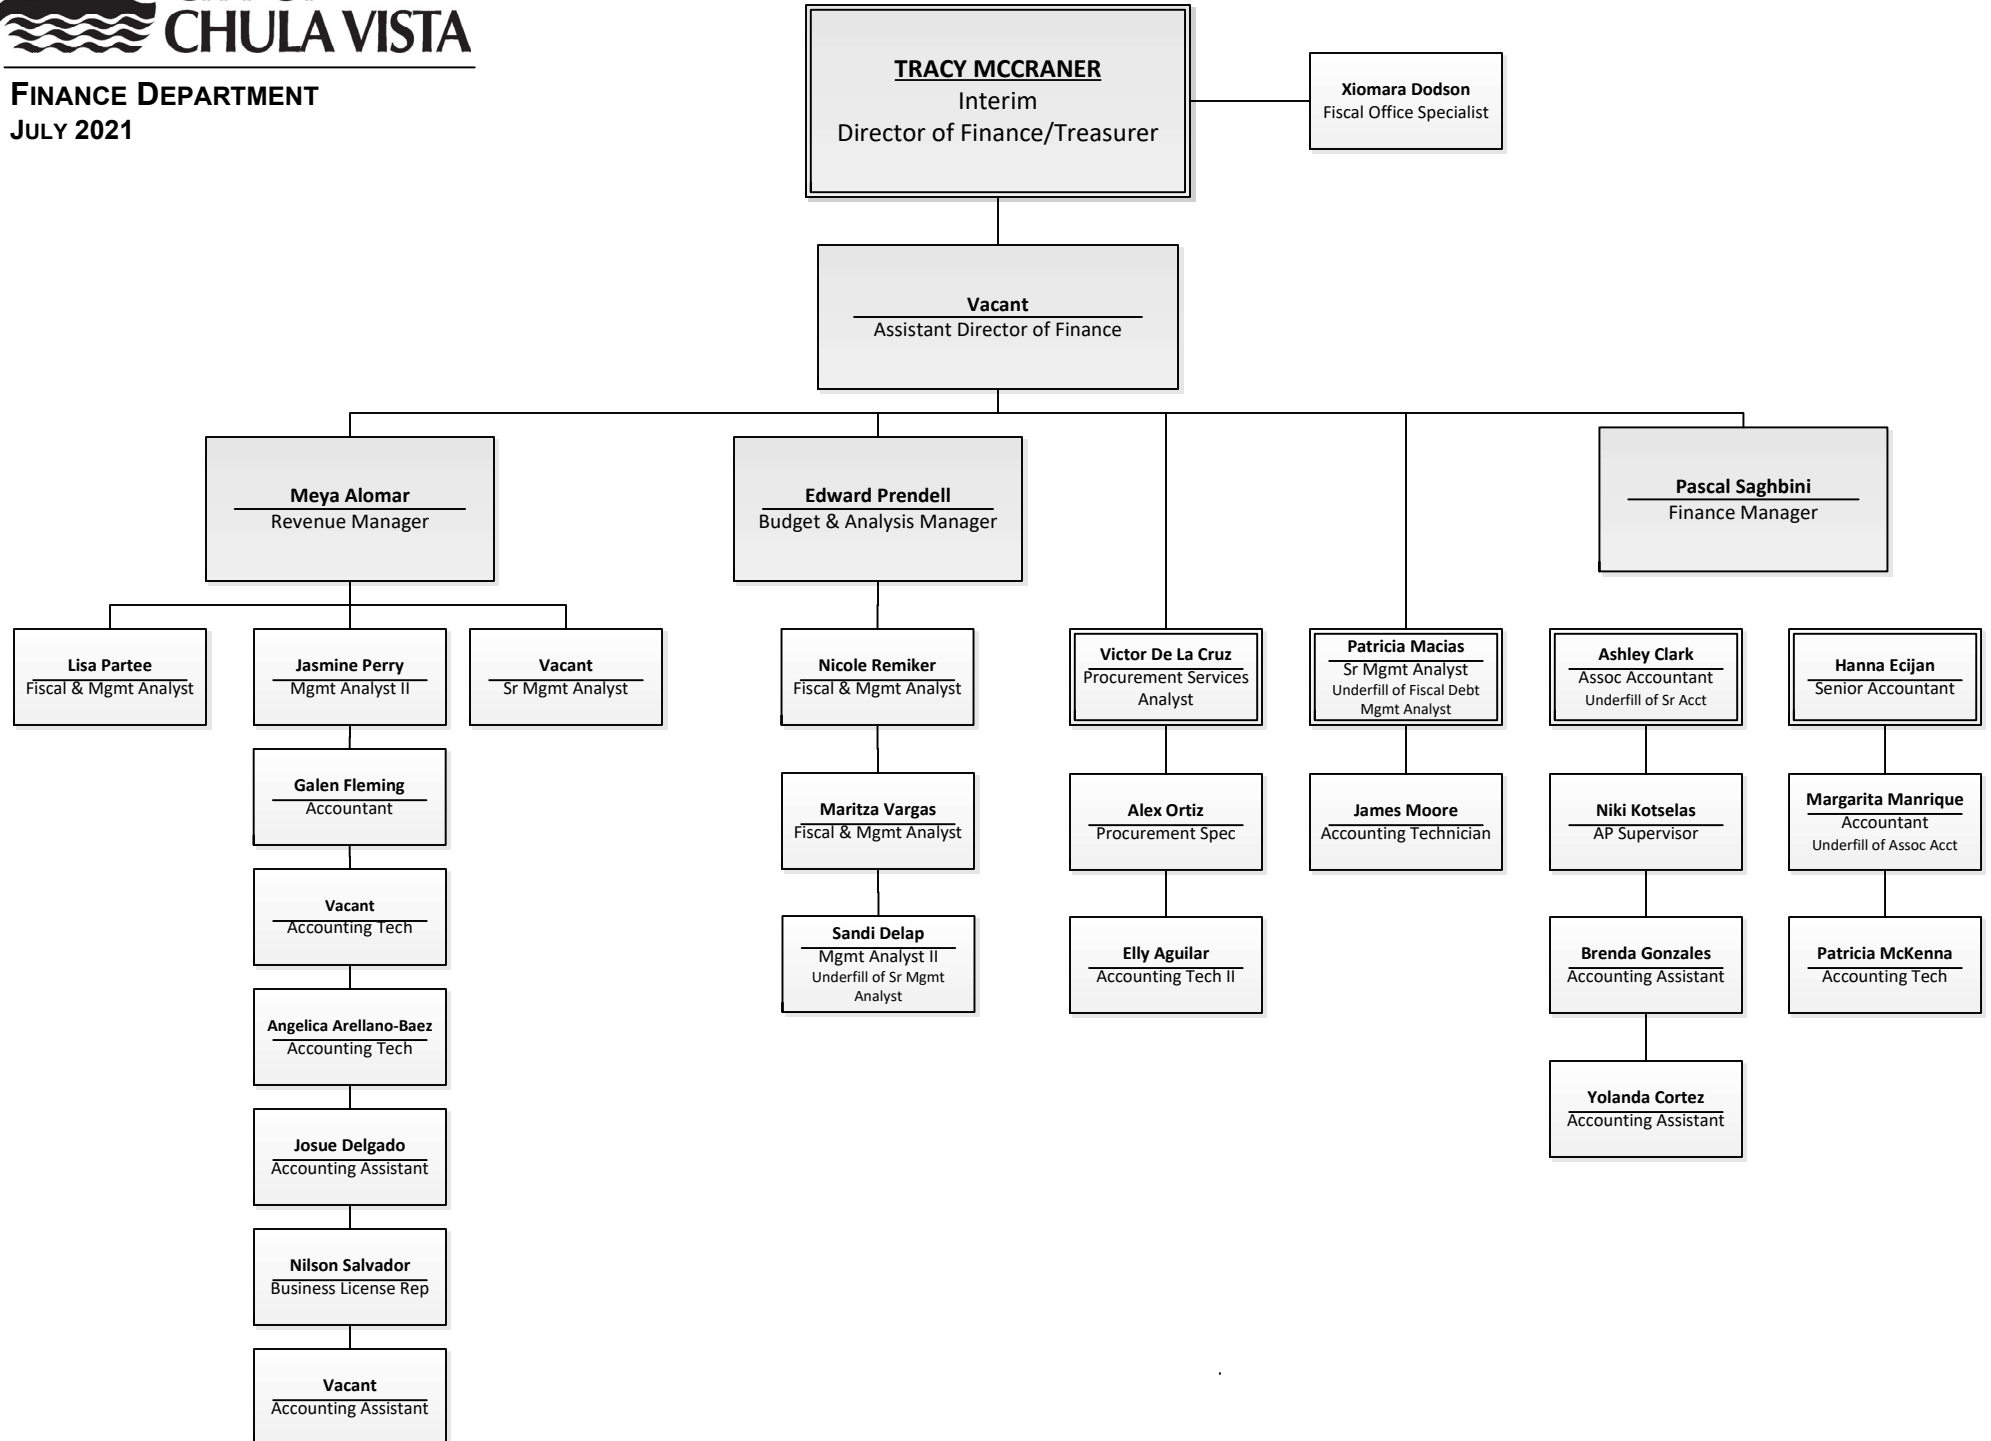 CHULA VISTA
FINANCE DEPARTMENT
JULY 2021
TRACY MCCRANER
Interim
Director of Finance/Treasurer
Xiomara Dodson
Fiscal Office Specialist
Vacant
Assistant Director of Finance
Meya Alomar
Revenue Manager
Edward Prendell
Budget & Analysis Manager
Pascal Saghbini
Finance Manager
Lisa Partee
Fiscal & Mgmt Analyst
Jasmine Perry
Mgmt Analyst II
Vacant
Sr Mgmt Analyst
Nicole Remiker
Fiscal & Mgmt Analyst
Victor De La Cruz
Procurement Services
Analyst
Patricia Macias
Sr Mgmt Analyst
Underfill of Fiscal Debt
Mgmt Analyst
Ashley Clark
Assoc Accountant
Underfill of Sr Acct
Hanna Ecijan
Senior Accountant
Galen Fleming
Accountant
Maritza Vargas
Fiscal & Mgmt Analyst
Alex Ortiz
Procurement Spec
James Moore
Accounting Technician
Niki Kotselas
AP Supervisor
Margarita Manrique
Accountant
Underfill of Assoc Acct
Vacant
Accounting Tech
Sandi Delap
Mgmt Analyst II
Underfill of Sr Mgmt
Analyst
Elly Aguilar
Accounting Tech II
Brenda Gonzales
Accounting Assistant
Patricia McKenna
Accounting Tech
Angelica Arellano-Baez
Accounting Tech
Yolanda Cortez
Accounting Assistant
Josue Delgado
Accounting Assistant
Nilson Salvador
Business License Rep
Vacant
Accounting Assistant